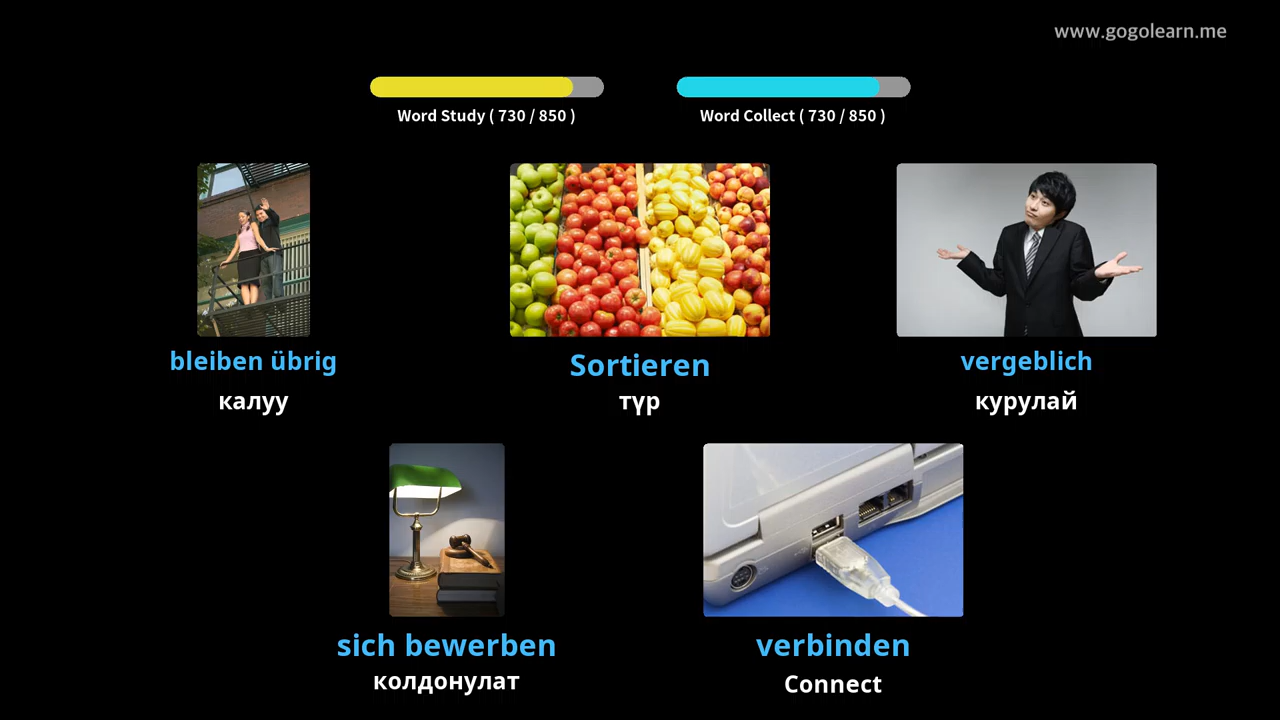 www.gogolearn.me
Word Study ( 730 / 850 )
Word Collect ( 730 / 850 )
bleiben übrig
калуу
Sortieren
түр
vergeblich
курулай
sich bewerben
колдонулат
verbinden
Connect